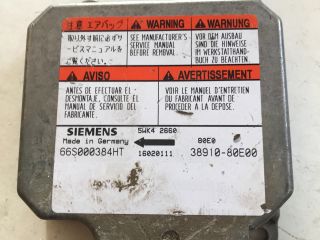 注意 エアバッグ
取り外す前に必ずサ
ービスマニュアルを
ご覧ください。
WARNING
SEE MANUFACTURER'S
SERVICE MANUAL
BEFORE REMOVAL.
WARNUNG
VOR DEM AUSBAU
SIND DIE HINWEISE
IM WERKSTATTHAND-
BUCH ZU BEACHTEN.
AVISO
ANTES DE EFECTUAR EL
DESMONTAJE, CONSULTE EL
MANUAL DE SERVICIO DEL
FABRICANTE.
AVERTISSEMENT
VOIR LE MANUEL D'ENTRETIEN
DU FABRICANT AVANT DE
PROCEDER A LA DEPOSE.
SIEMENS 5WK4 2660 80E0
Made in Germany
66S000384HT 16020111 38910-80E00